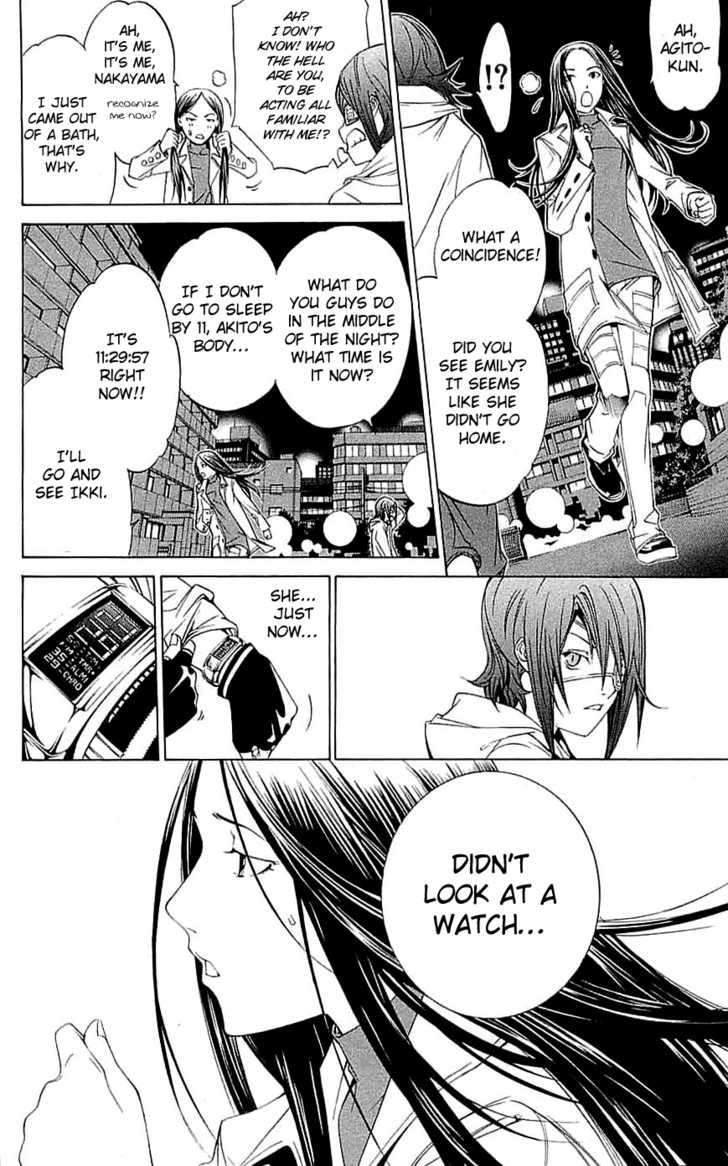 AH,
AGITO-
KUN.
!?
WHAT A
COINCIDENCE!
DID YOU
SEE EMILY?
IT SEEMS
LIKE SHE
DIDN'T GO
HOME.
AH?
I DON'T
KNOW! WHO
THE HELL
ARE YOU,
TO BE
ACTING ALL
FAMILIAR
WITH ME!?
AH,
IT'S ME,
IT'S ME,
NAKAYAMA
recognize
me now?
I JUST
CAME OUT
OF A BATH,
THAT'S
WHY.
WHAT DO
YOU GUYS DO
IN THE MIDDLE
OF THE NIGHT?
WHAT TIME IS
IT NOW?
IF I DON'T
GO TO SLEEP
BY 11, AKITO'S
BODY...
IT'S
11:29:57
RIGHT
NOW!!
I'LL
GO AND
SEE IKKI.
SHE...
JUST
NOW...
DIDN'T
LOOK AT A
WATCH...